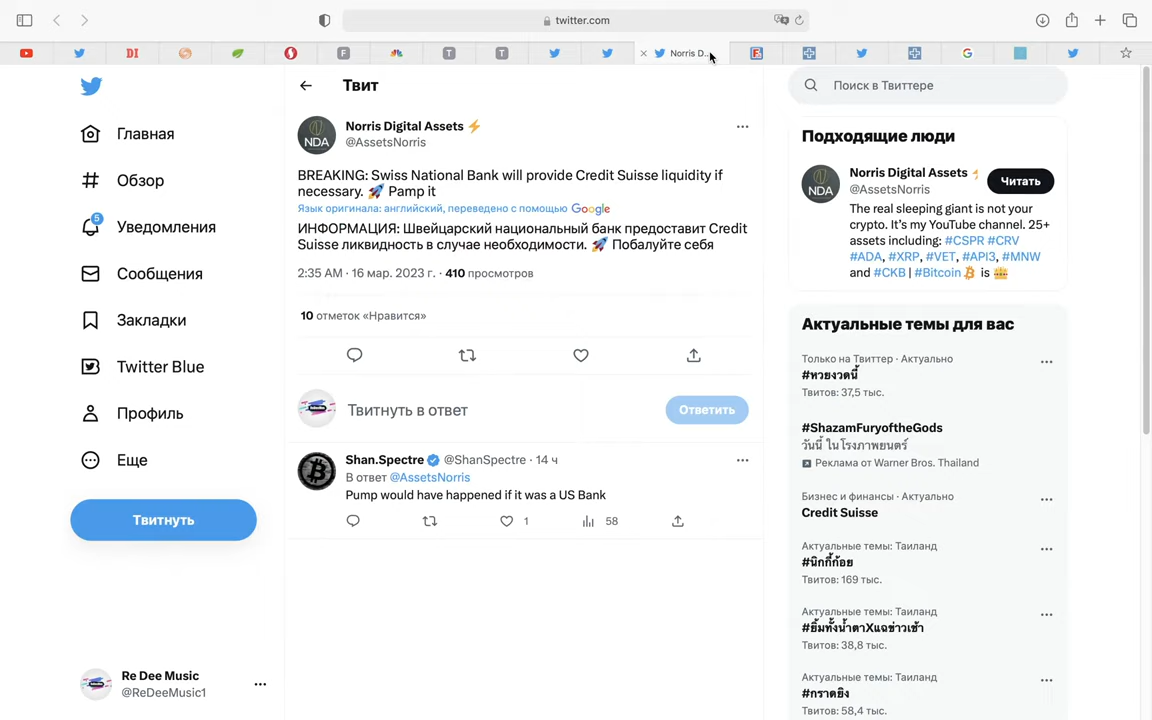 twitter.com
DI
F
T
T
Norris D...
Твит
Поиск в Твиттере
Главная
Обзор
5
Уведомления
Сообщения
Закладки
Twitter Blue
Профиль
Еще
Твитнуть
Re Dee Music
@ReDeeMusic1
NDA
Norris Digital Assets ⚡
@AssetsNorris
BREAKING: Swiss National Bank will provide Credit Suisse liquidity if
necessary. 🚀 Pamp it
Язык оригинала: английский, переведено с помощью Google
ИНФОРМАЦИЯ: Швейцарский национальный банк предоставит Credit
Suisse ликвидность в случае необходимости. 🚀 Побалуйте себя
2:35 AM · 16 мар. 2023 г. · 410 просмотров
10 отметок «Нравится»
Твитнуть в ответ
Ответить
Shan.Spectre @ShanSpectre · 14 ч
В ответ @AssetsNorris
Pump would have happened if it was a US Bank
1
58
Подходящие люди
NDA
Norris Digital Assets
@AssetsNorris
Читать
The real sleeping giant is not your
crypto. It's my YouTube channel. 25+
assets including: #CSPR #CRV
#ADA, #XRP, #VET, #API3, #MNW
and #CKB | #Bitcoin is 👑
Актуальные темы для вас
Только на Твиттер · Актуально
#หวยงวดนี้
Твитов: 37,5 тыс.
#ShazamFuryoftheGods
วันนี้ ในโรงภาพยนตร์
Реклама от Warner Bros. Thailand
Бизнес и финансы · Актуально
Credit Suisse
Актуальные темы: Таиланд
#นิกกี้ก้อย
Твитов: 169 тыс.
Актуальные темы: Таиланд
#ยิ้มทั้งน้ำตาXแฉข่าวเช้า
Твитов: 38,8 тыс.
Актуальные темы: Таиланд
#กราดยิง
Твитов: 58,4 тыс.